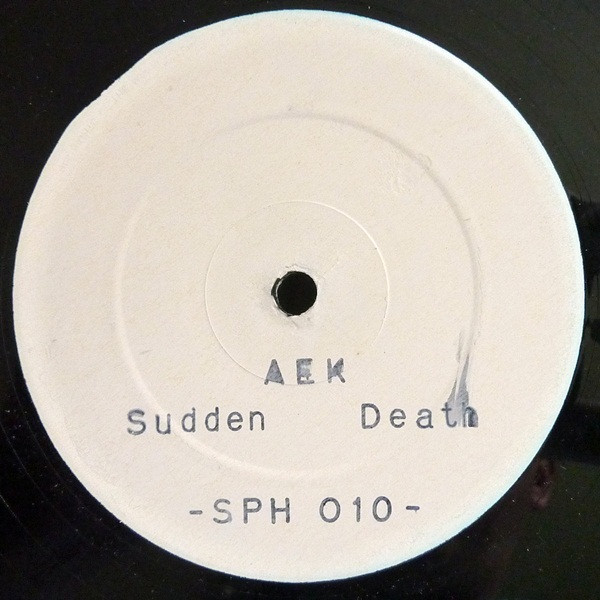 AEK
Sudden Death
-SPH 010-